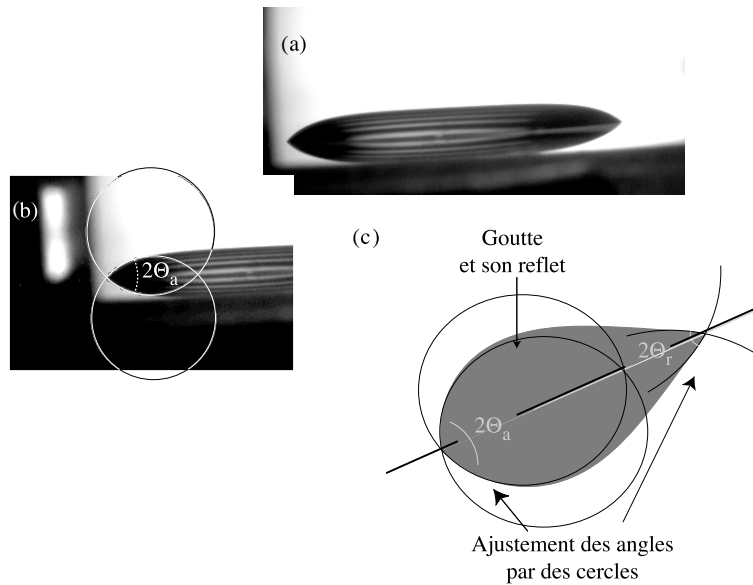 (a)
(b)
2Θa
(c)
Goutte
et son reflet
2Θr
2Θa
Ajustement des angles
par des cercles